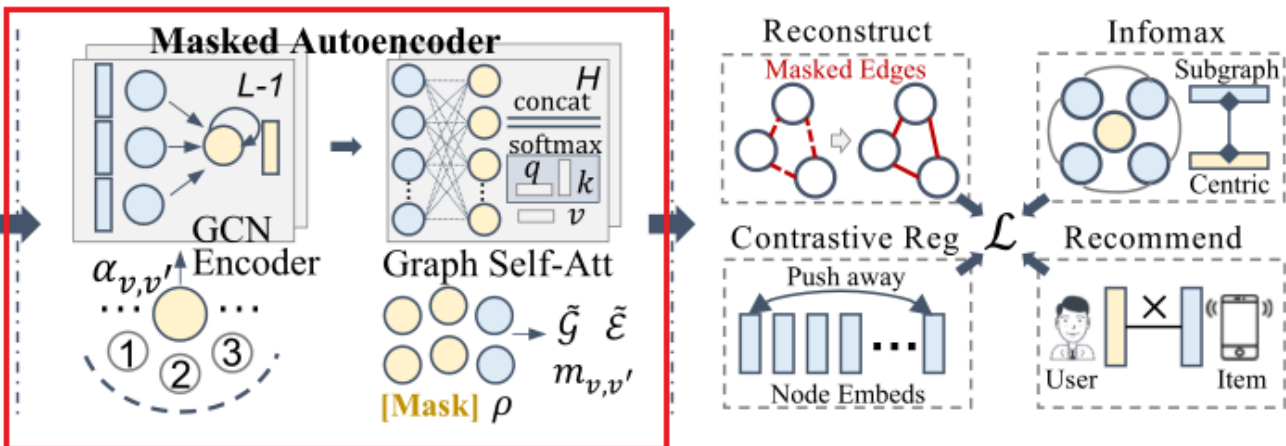 Masked Autoencoder
L-1
GCN
Encoder
α_{v,v'}
... ...
1 2 3
H
concat
softmax
q k
v
Graph Self-Att
G̃ Ẽ
m_{v,v'}
[Mask] ρ
Reconstruct
Masked Edges
Infomax
Subgraph
Centric
Contrastive Reg
Push away
...
Node Embeds
ℒ
Recommend
×
User
Item